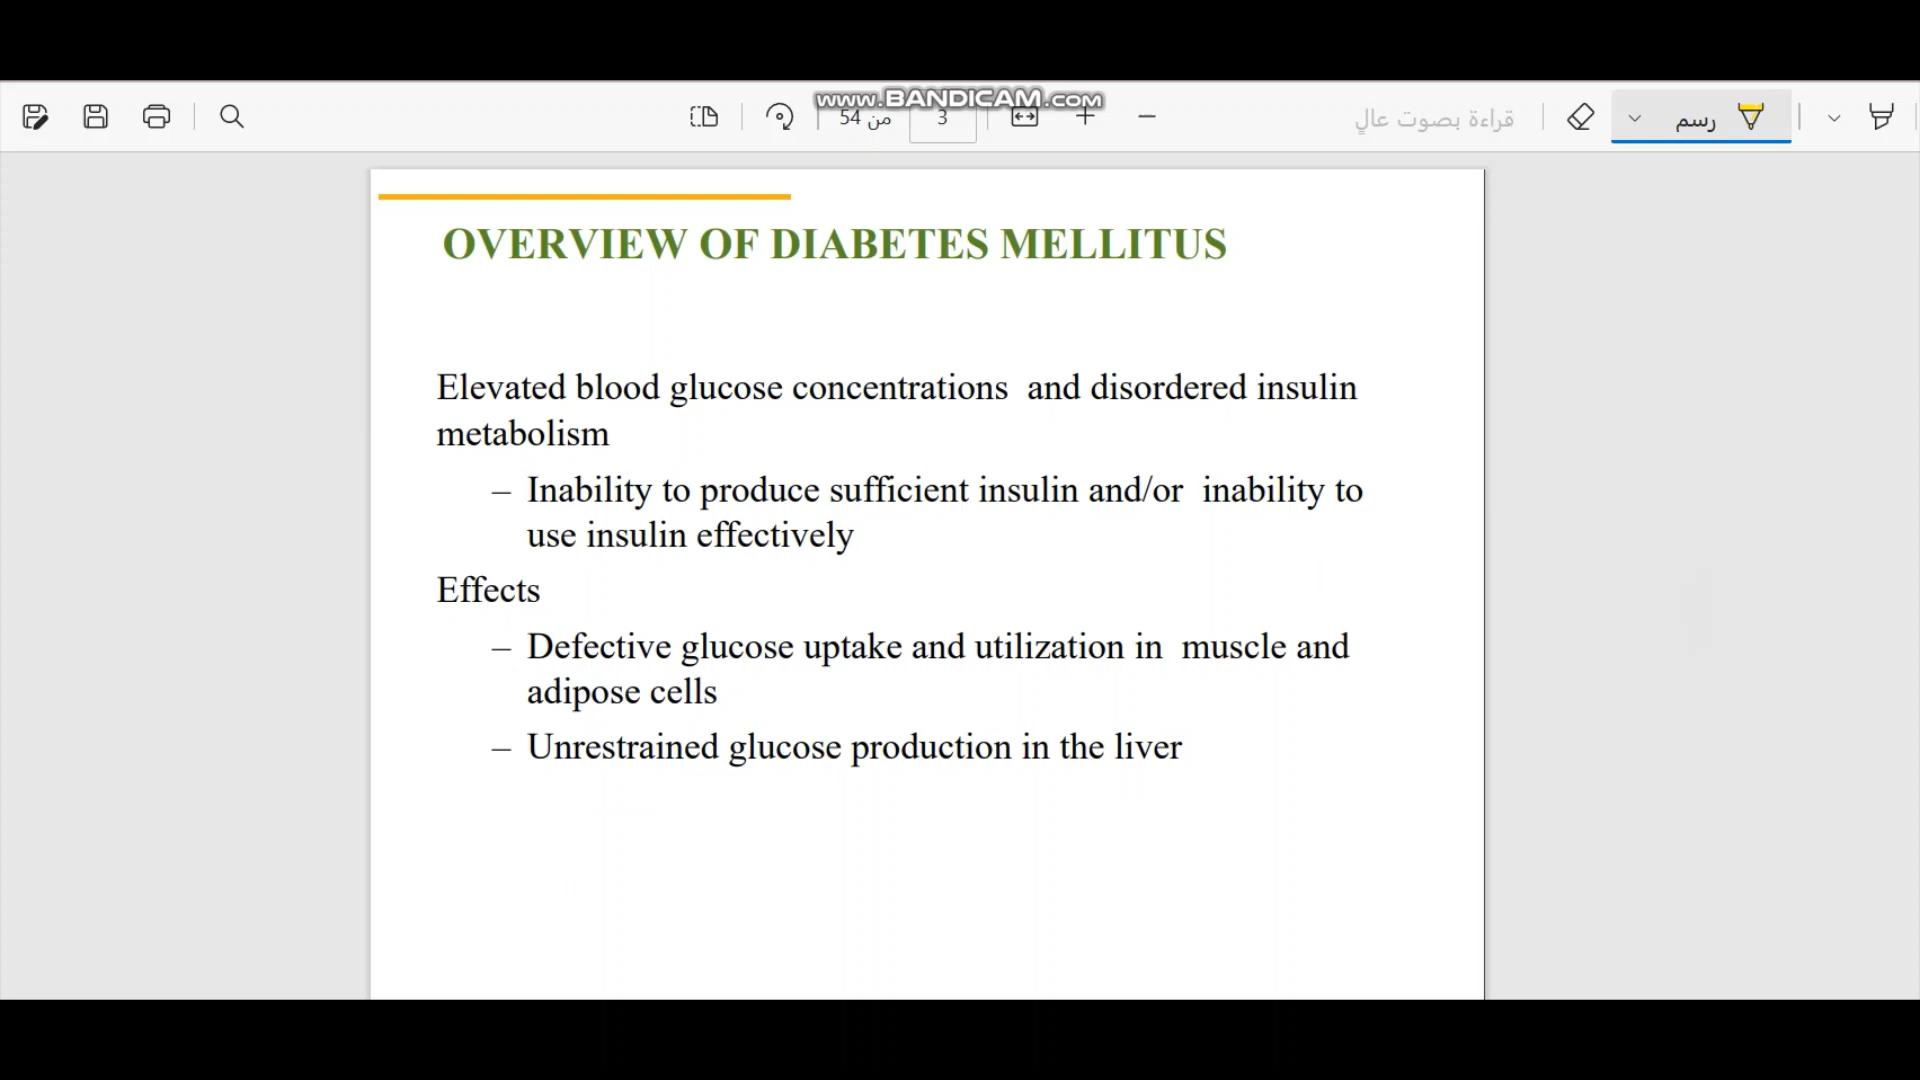 www.BANDICAM.com
من 54
3
قراءة بصوت عالٍ
رسم
OVERVIEW OF DIABETES MELLITUS
Elevated blood glucose concentrations and disordered insulin
metabolism
– Inability to produce sufficient insulin and/or inability to
use insulin effectively
Effects
– Defective glucose uptake and utilization in muscle and
adipose cells
– Unrestrained glucose production in the liver